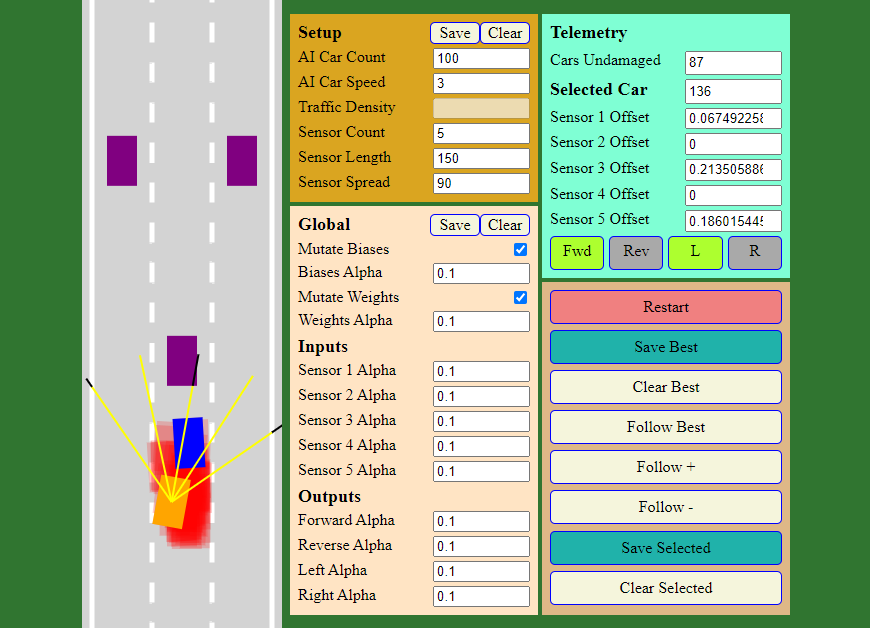 Setup Save Clear
AI Car Count 100
AI Car Speed 3
Traffic Density
Sensor Count 5
Sensor Length 150
Sensor Spread 90
Global Save Clear
Mutate Biases
Biases Alpha 0.1
Mutate Weights
Weights Alpha 0.1
Inputs
Sensor 1 Alpha 0.1
Sensor 2 Alpha 0.1
Sensor 3 Alpha 0.1
Sensor 4 Alpha 0.1
Sensor 5 Alpha 0.1
Outputs
Forward Alpha 0.1
Reverse Alpha 0.1
Left Alpha 0.1
Right Alpha 0.1
Telemetry
Cars Undamaged 87
Selected Car 136
Sensor 1 Offset 0.067492258
Sensor 2 Offset 0
Sensor 3 Offset 0.213505886
Sensor 4 Offset 0
Sensor 5 Offset 0.186015445
Fwd Rev L R
Restart
Save Best
Clear Best
Follow Best
Follow +
Follow -
Save Selected
Clear Selected